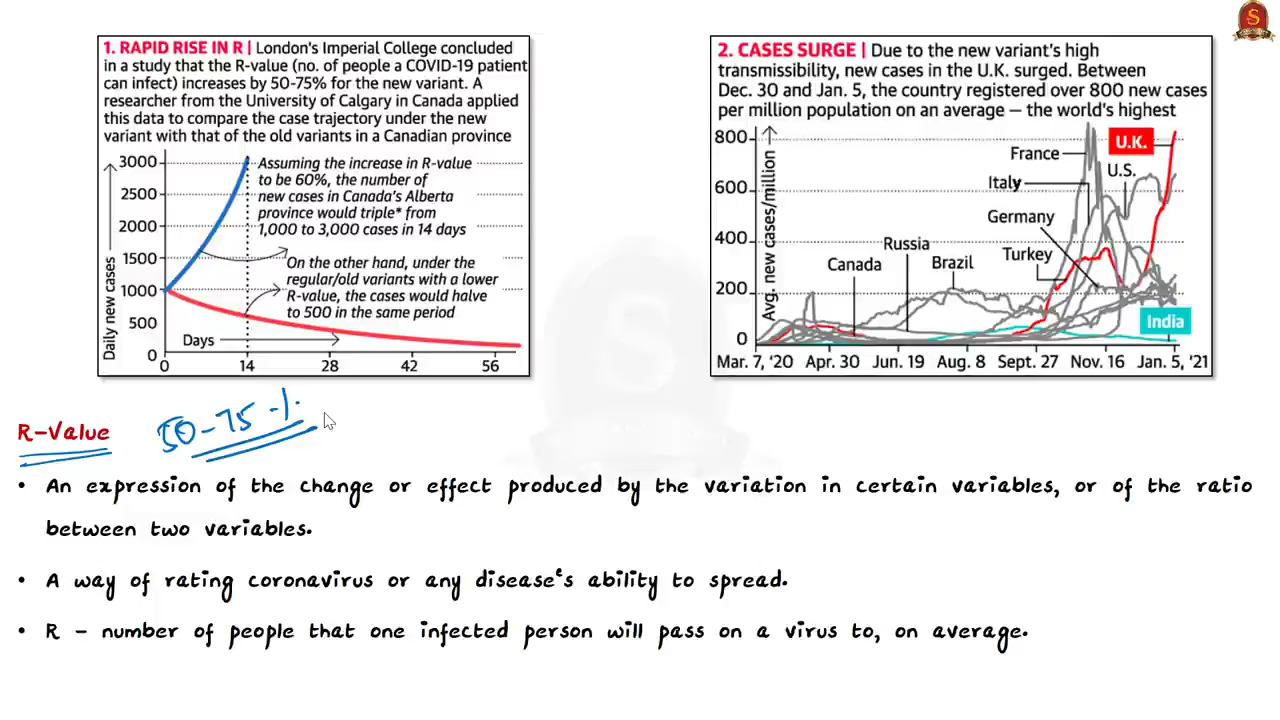 1. RAPID RISE IN R | London's Imperial College concluded
in a study that the R-value (no. of people a COVID-19 patient
can infect) increases by 50-75% for the new variant. A
researcher from the University of Calgary in Canada applied
this data to compare the case trajectory under the new
variant with that of the old variants in a Canadian province
Daily new cases
3000
2500
2000
1500
1000
500
0
Assuming the increase in R-value
to be 60%, the number of
new cases in Canada's Alberta
province would triple* from
1,000 to 3,000 cases in 14 days
On the other hand, under the
regular/old variants with a lower
R-value, the cases would halve
to 500 in the same period
Days
0 14 28 42 56
2. CASES SURGE | Due to the new variant's high
transmissibility, new cases in the U.K. surged. Between
Dec. 30 and Jan. 5, the country registered over 800 new cases
per million population on an average — the world's highest
Avg. new cases/million
800
600
400
200
0
U.K.
France
U.S.
Italy
Germany
Russia
Turkey
Canada
Brazil
India
Mar. 7, '20 Apr. 30 Jun. 19 Aug. 8 Sept. 27 Nov. 16 Jan. 5, '21
R-Value
50-75-%
• An expression of the change or effect produced by the variation in certain variables, or of the ratio
between two variables.
• A way of rating coronavirus or any disease's ability to spread.
• R - number of people that one infected person will pass on a virus to, on average.